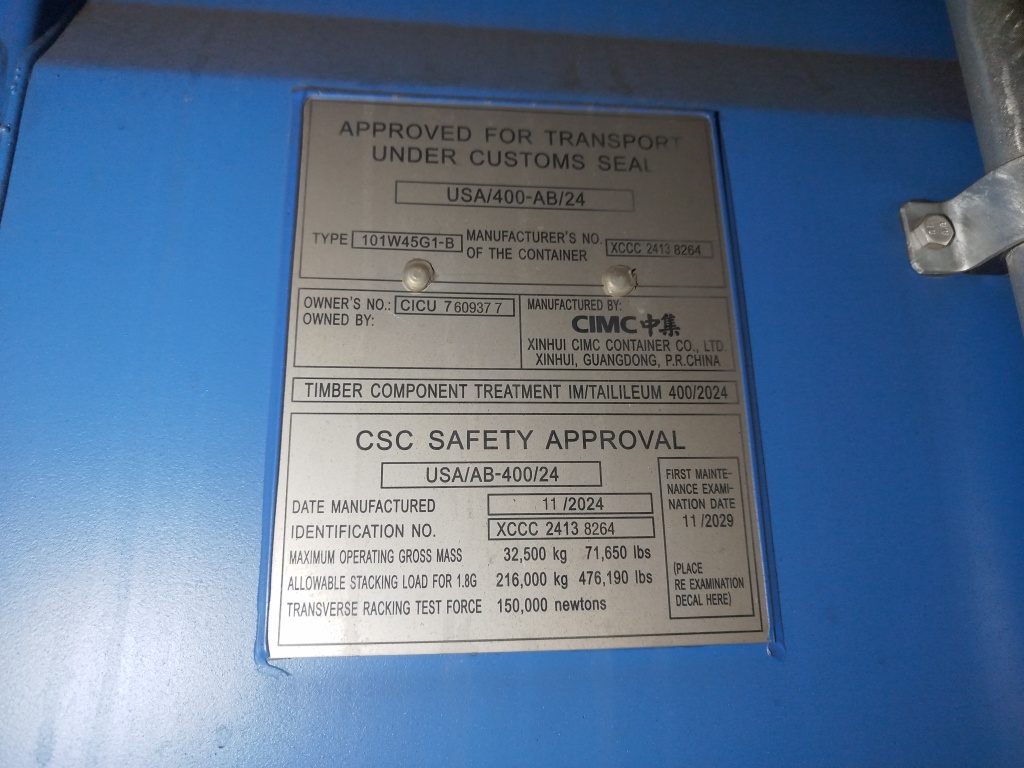 APPROVED FOR TRANSPORT
UNDER CUSTOMS SEAL
USA/400-AB/24
TYPE 101W45G1-B MANUFACTURER'S NO. OF THE CONTAINER XCCC 2413 8264
OWNER'S NO.: CICU 7 60937 7
OWNED BY:
MANUFACTURED BY:
CIMC 中集
XINHUI CIMC CONTAINER CO., LTD
XINHUI, GUANGDONG, P.R.CHINA
TIMBER COMPONENT TREATMENT IM/TAILILEUM 400/2024
CSC SAFETY APPROVAL
USA/AB-400/24
DATE MANUFACTURED 11 /2024
IDENTIFICATION NO. XCCC 2413 8264
MAXIMUM OPERATING GROSS MASS 32,500 kg 71,650 lbs
ALLOWABLE STACKING LOAD FOR 1.8G 216,000 kg 476,190 lbs
TRANSVERSE RACKING TEST FORCE 150,000 newtons
FIRST MAINTE-
NANCE EXAMI-
NATION DATE
11 /2029
(PLACE
RE EXAMINATION
DECAL HERE)